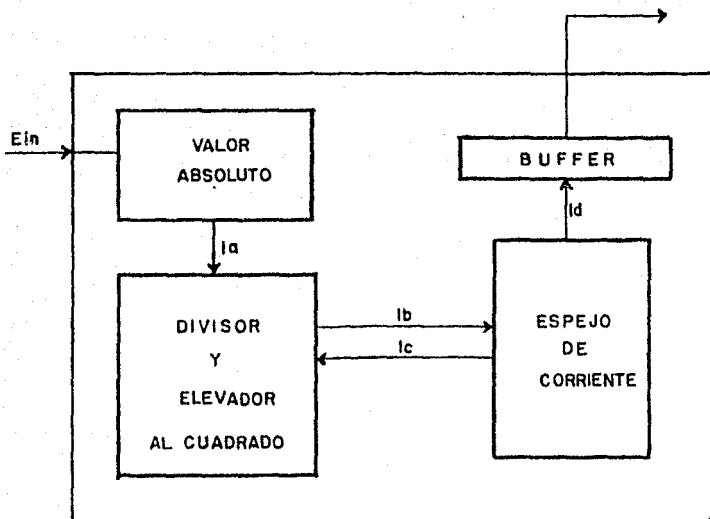 Ein
VALOR
ABSOLUTO
Ia
DIVISOR
Y
ELEVADOR
AL CUADRADO
Ib
Ic
ESPEJO
DE
CORRIENTE
Id
BUFFER